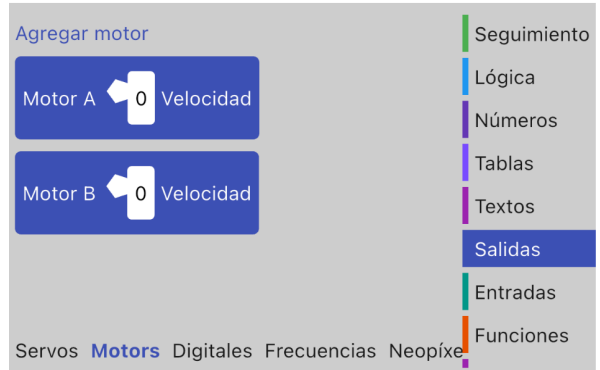 Agregar motor
Motor A 0 Velocidad
Motor B 0 Velocidad
Servos Motors Digitales Frecuencias Neopíxe
Seguimiento
Lógica
Números
Tablas
Textos
Salidas
Entradas
Funciones